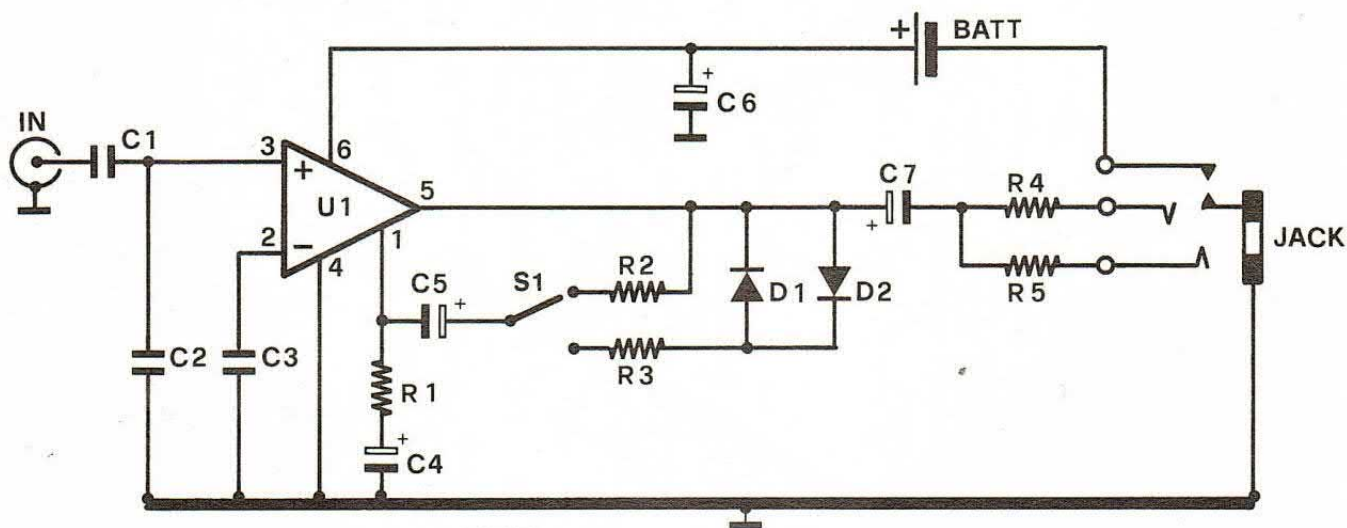 + BATT
+
C6
IN
C1
3
6
+
U1
5
C7
+
R4
JACK
2
−
4
1
C5
+
S1
R2
D1
D2
R5
R3
C2
C3
R1
+
C4